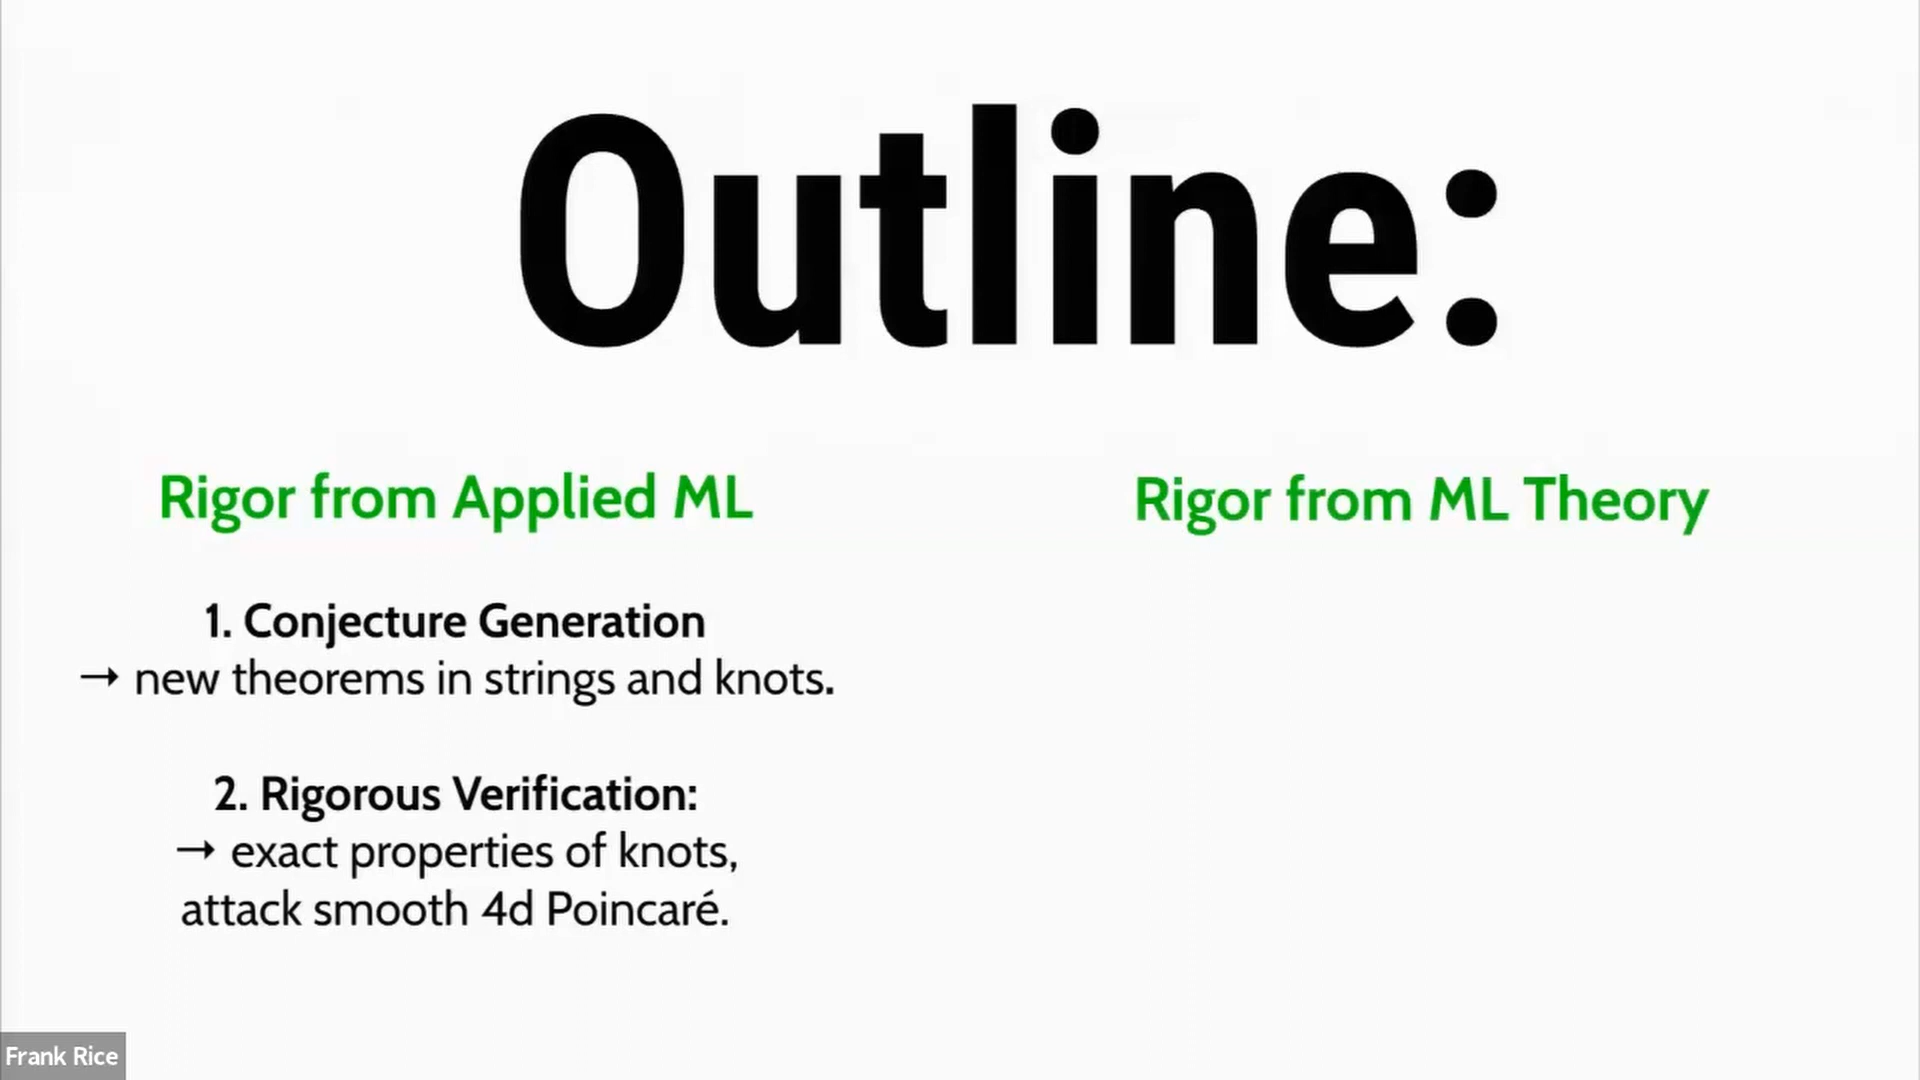 Outline:
Rigor from Applied ML
1. Conjecture Generation
→ new theorems in strings and knots.
2. Rigorous Verification:
→ exact properties of knots,
attack smooth 4d Poincaré.
Rigor from ML Theory
Frank Rice